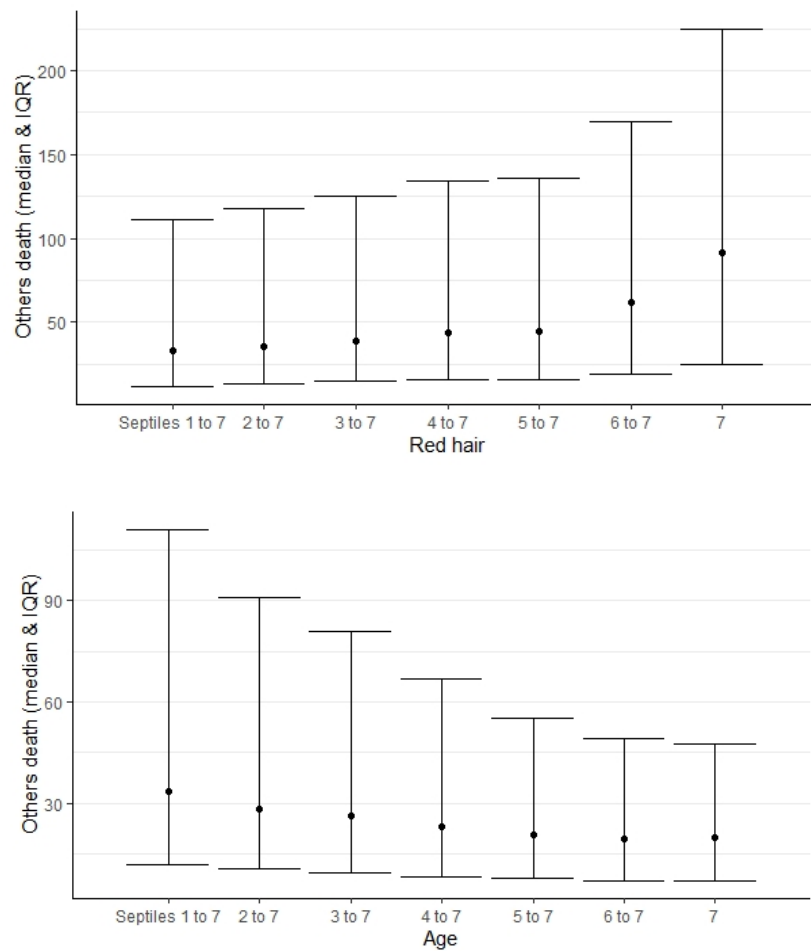 Others death (median & IQR)
200
150
100
50
Septiles 1 to 7 2 to 7 3 to 7 4 to 7 5 to 7 6 to 7 7
Red hair
Others death (median & IQR)
90
60
30
Septiles 1 to 7 2 to 7 3 to 7 4 to 7 5 to 7 6 to 7 7
Age